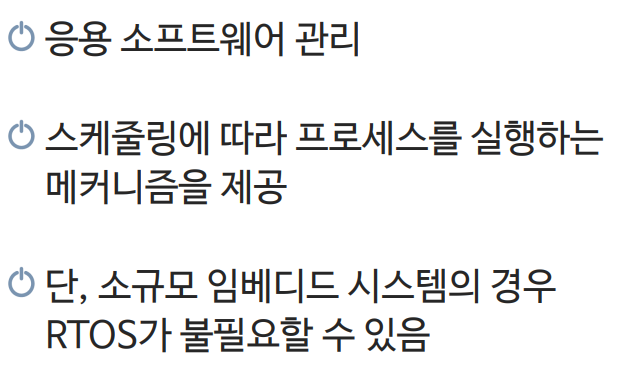 응용 소프트웨어 관리
스케줄링에 따라 프로세스를 실행하는
메커니즘을 제공
단, 소규모 임베디드 시스템의 경우
RTOS가 불필요할 수 있음